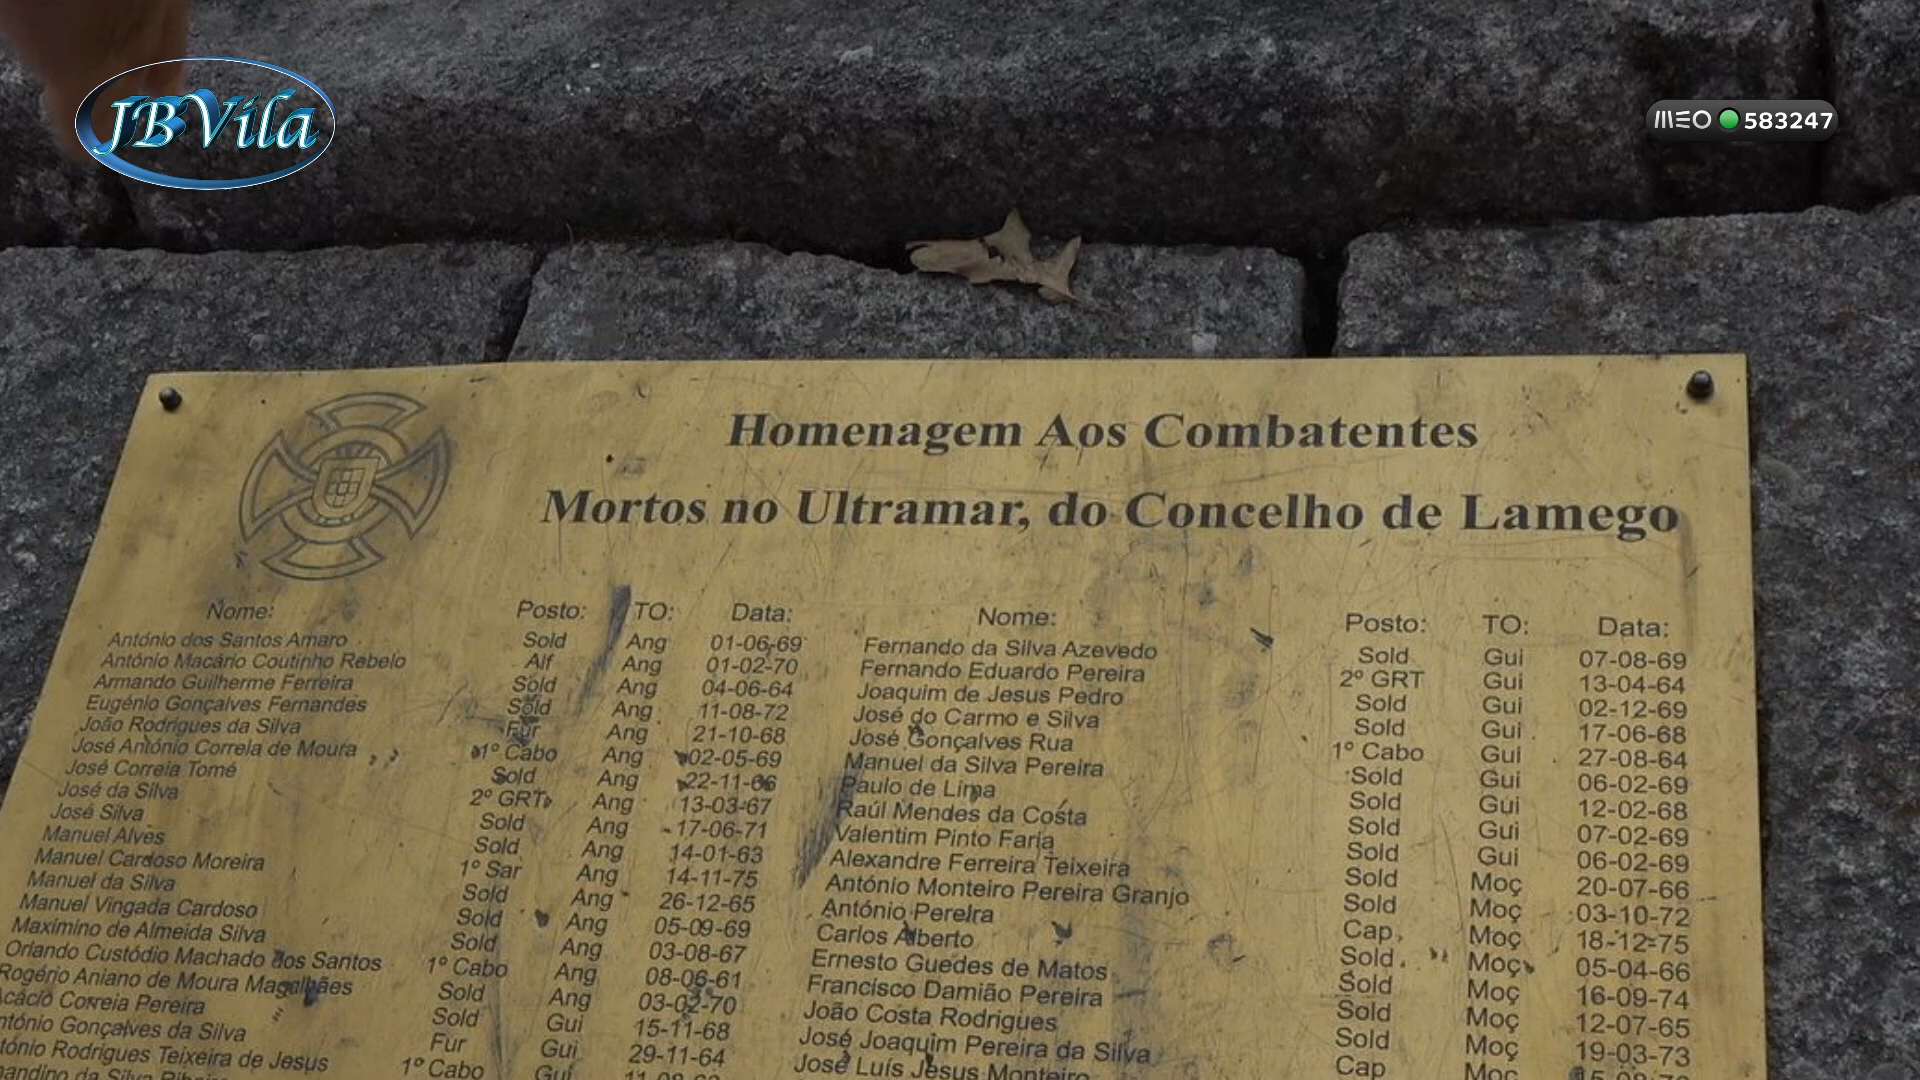 JBVila
MEO 583247
Homenagem Aos Combatentes
Mortos no Ultramar, do Concelho de Lamego
Nome: Posto: TO: Data: Nome: Posto: TO: Data:
António dos Santos Amaro Sold Ang 01-06-69 Fernando da Silva Azevedo Sold Gui 07-08-69
António Macário Coutinho Rebelo Alf Ang 01-02-70 Fernando Eduardo Pereira 2º GRT Gui 13-04-64
Armando Guilherme Ferreira Sold Ang 04-06-64 Joaquim de Jesus Pedro Sold Gui 02-12-69
Eugénio Gonçalves Fernandes Sold Ang 11-08-72 José do Carmo e Silva Sold Gui 17-06-68
João Rodrigues da Silva Fur Ang 21-10-68 José Gonçalves Rua 1º Cabo Gui 27-08-64
José António Correia de Moura 1º Cabo Ang 02-05-69 Manuel da Silva Pereira Sold Gui 06-02-69
José Correia Tomé Sold Ang 22-11-66 Paulo de Lima Sold Gui 12-02-68
José da Silva 2º GRT Ang 13-03-67 Raúl Mendes da Costa Sold Gui 07-02-69
José Silva Sold Ang 17-06-71 Valentim Pinto Faria Sold Gui 06-02-69
Manuel Alves Sold Ang 14-01-63 Alexandre Ferreira Teixeira Sold Moç 20-07-66
Manuel Cardoso Moreira 1º Sar Ang 14-11-75 António Monteiro Pereira Granjo Sold Moç 03-10-72
Manuel da Silva Sold Ang 26-12-65 António Pereira Cap Moç 18-12-75
Manuel Vingada Cardoso Sold Ang 05-09-69 Carlos Alberto Sold Moç 05-04-66
Maximino de Almeida Silva Sold Ang 03-08-67 Ernesto Guedes de Matos Sold Moç 16-09-74
Orlando Custódio Machado dos Santos 1º Cabo Ang 08-06-61 Francisco Damião Pereira Sold Moç 12-07-65
Rogério Aniano de Moura Magalhães Sold Ang 03-02-70 João Costa Rodrigues Sold Moç 19-03-73
Acácio Correia Pereira Sold Gui 15-11-68 José Joaquim Pereira da Silva Cap Moç
ntónio Gonçalves da Silva Fur Gui 29-11-64 José Luís Jesus Monteiro
tónio Rodrigues Teixeira de Jesus 1º Cabo Gui
nandino da Silva